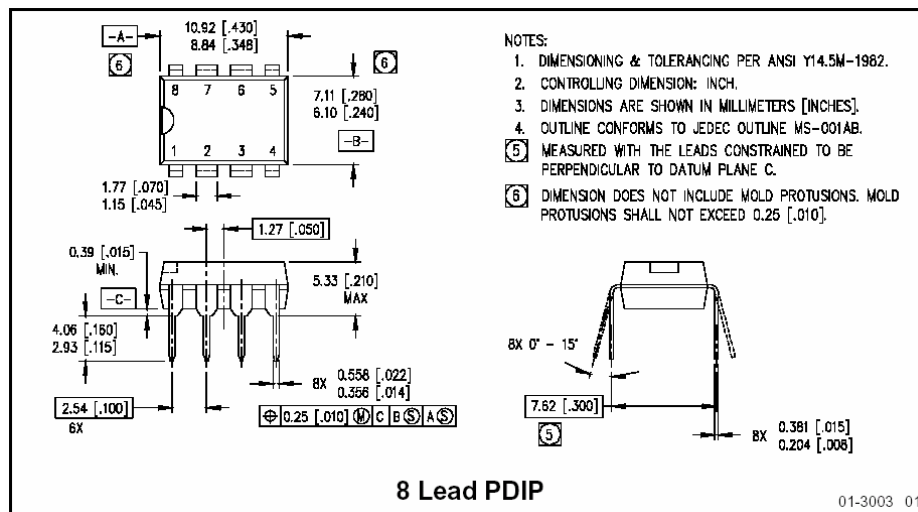 10.92 [.430]
8.84 [.348]
-A-
6
6
8 7 6 5
7.11 [.280]
6.10 [.240]
-B-
1 2 3 4
1.77 [.070]
1.15 [.045]
1.27 [.050]
0.39 [.015]
MIN.
5.33 [.210]
MAX
-C-
4.06 [.160]
2.93 [.115]
8X 0.558 [.022]
0.356 [.014]
2.54 [.100]
6X
⌖ 0.25 [.010] Ⓜ C B Ⓢ A Ⓢ
NOTES:
1. DIMENSIONING & TOLERANCING PER ANSI Y14.5M-1982.
2. CONTROLLING DIMENSION: INCH.
3. DIMENSIONS ARE SHOWN IN MILLIMETERS [INCHES].
4. OUTLINE CONFORMS TO JEDEC OUTLINE MS-001AB.
5 MEASURED WITH THE LEADS CONSTRAINED TO BE
PERPENDICULAR TO DATUM PLANE C.
6 DIMENSION DOES NOT INCLUDE MOLD PROTUSIONS. MOLD
PROTUSIONS SHALL NOT EXCEED 0.25 [.010].
8X 0° - 15°
7.62 [.300]
5
8X 0.381 [.015]
0.204 [.008]
8 Lead PDIP
01-3003 01